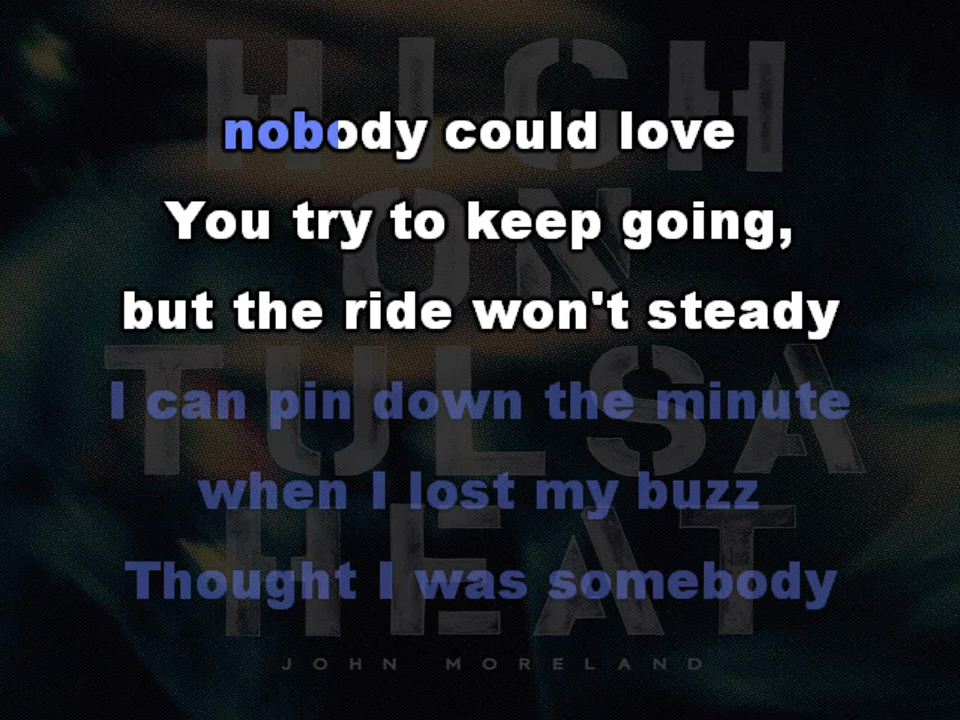 HIGH
nobody could love
ON
You try to keep going,
but the ride won't steady
TULSA
I can pin down the minute
when I lost my buzz
HEAT
Thought I was somebody
JOHN MORELAND